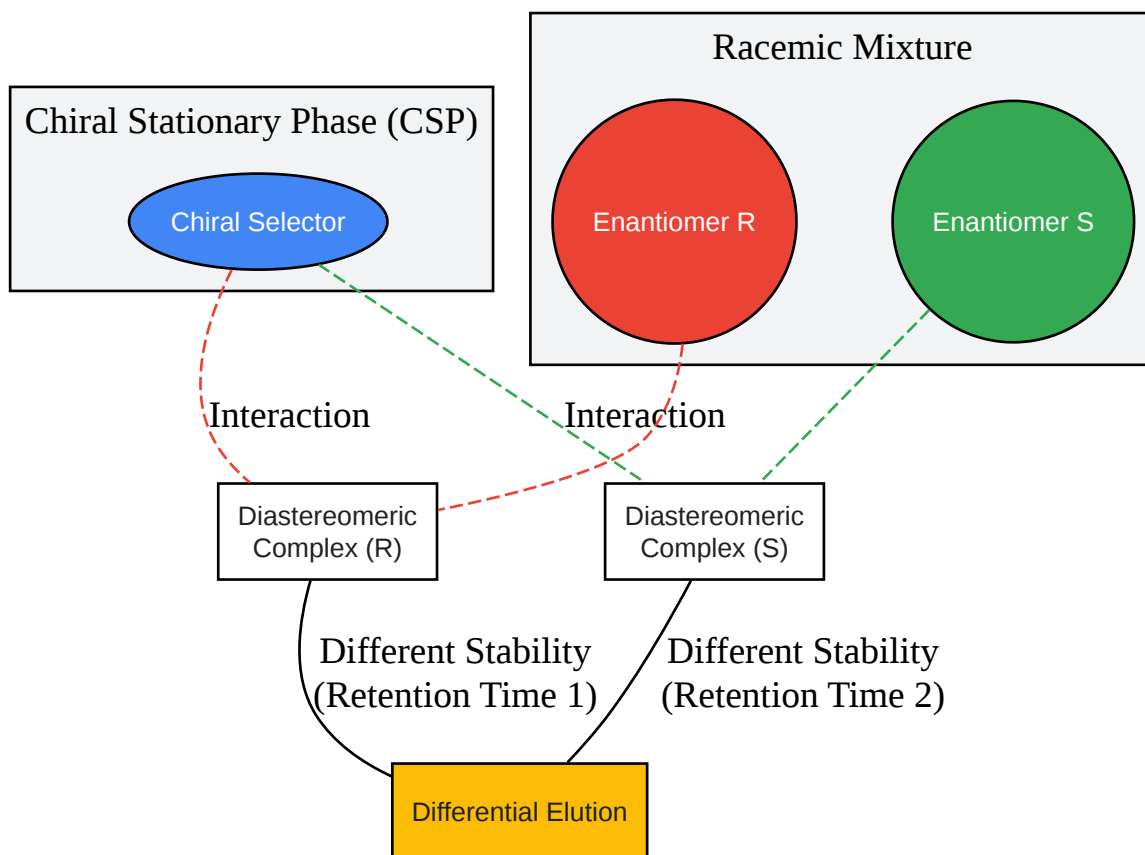 Racemic Mixture
Chiral Stationary Phase (CSP)
Chiral Selector
Enantiomer R
Enantiomer S
Interaction
Interaction
Diastereomeric
Complex (R)
Diastereomeric
Complex (S)
Different Stability
(Retention Time 1)
Different Stability
(Retention Time 2)
Differential Elution